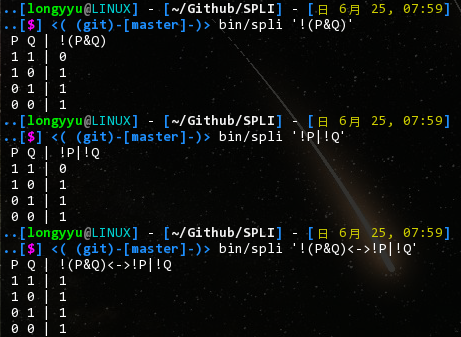 ..[longyyu@LINUX] - [~/Github/SPLI] - [日 6月 25, 07:59]
..[$] <( (git)-[master]-)> bin/spli '!(P&Q)'
P Q | !(P&Q)
1 1 | 0
1 0 | 1
0 1 | 1
0 0 | 1
..[longyyu@LINUX] - [~/Github/SPLI] - [日 6月 25, 07:59]
..[$] <( (git)-[master]-)> bin/spli '!P|!Q'
P Q | !P|!Q
1 1 | 0
1 0 | 1
0 1 | 1
0 0 | 1
..[longyyu@LINUX] - [~/Github/SPLI] - [日 6月 25, 07:59]
..[$] <( (git)-[master]-)> bin/spli '!(P&Q)<->!P|!Q'
P Q | !(P&Q)<->!P|!Q
1 1 | 1
1 0 | 1
0 1 | 1
0 0 | 1